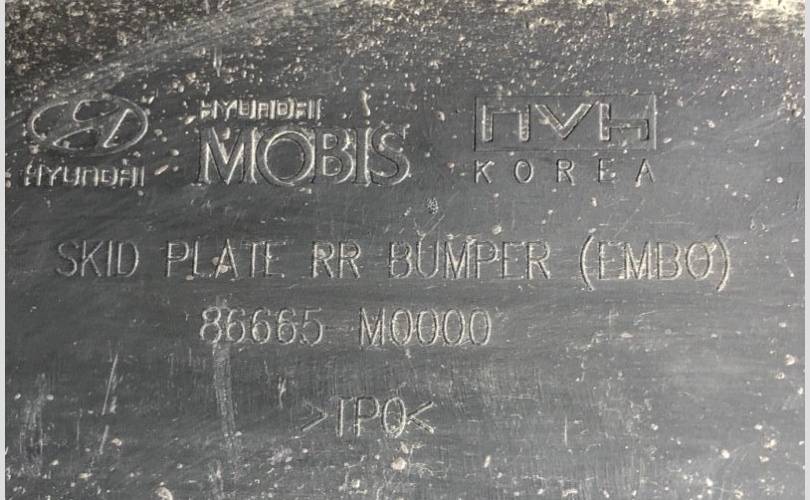 HYUNDAI
HYUNDAI
MOBIS
NVH
KOREA
SKID PLATE RR BUMPER (EMBO)
86665-M0000
>TPO<